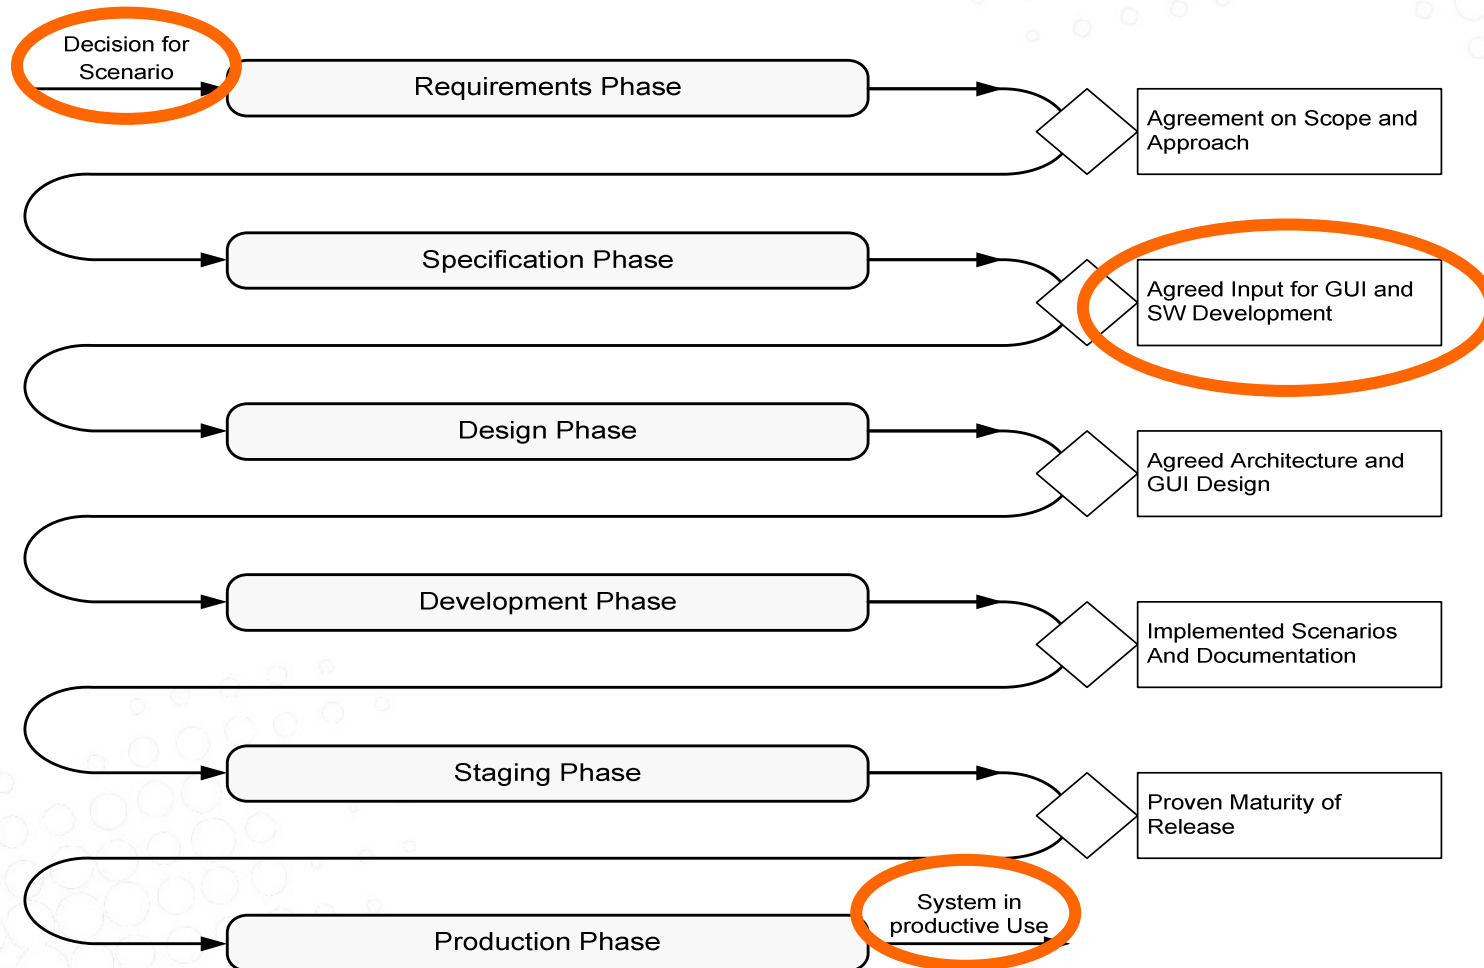 Decision for
Scenario
Requirements Phase
Agreement on Scope and
Approach
Specification Phase
Agreed Input for GUI and
SW Development
Design Phase
Agreed Architecture and
GUI Design
Development Phase
Implemented Scenarios
And Documentation
Staging Phase
Proven Maturity of
Release
System in
productive Use
Production Phase